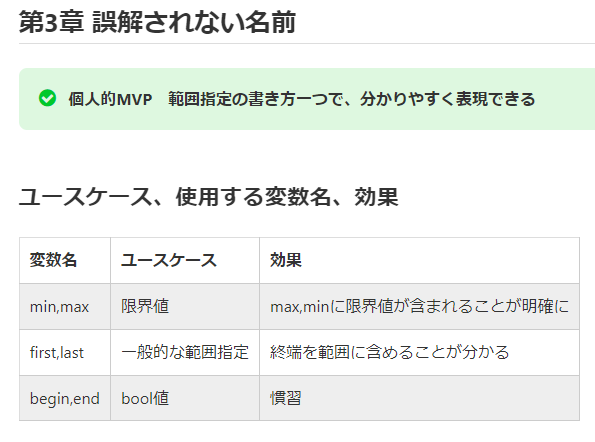 第3章 誤解されない名前
個人的MVP　範囲指定の書き方一つで、分かりやすく表現できる
ユースケース、使用する変数名、効果
変数名 ユースケース 効果
min,max 限界値 max,minに限界値が含まれることが明確に
first,last 一般的な範囲指定 終端を範囲に含めることが分かる
begin,end bool値 慣習